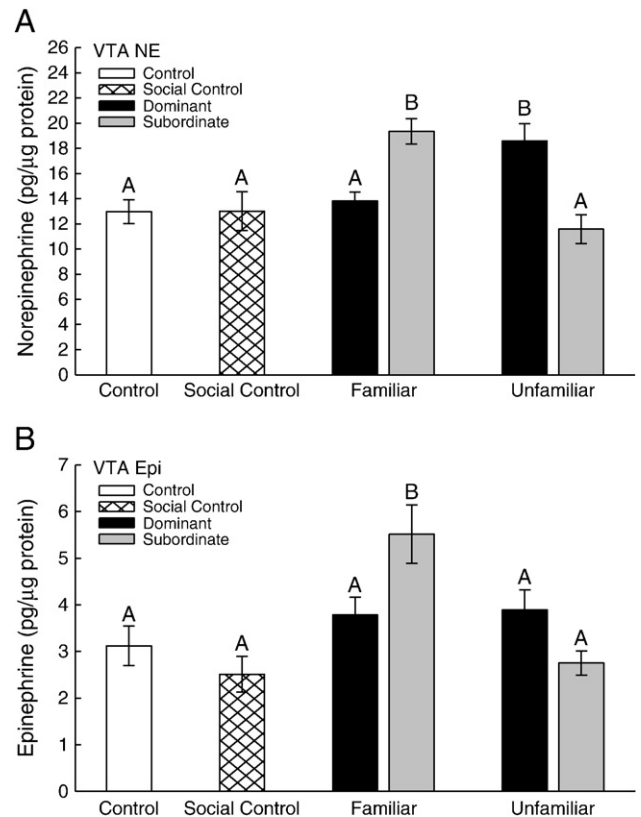 A
VTA NE
Control
Social Control
Dominant
Subordinate
Norepinephrine (pg/μg protein)
26
24
22
20
18
16
14
12
10
8
6
4
2
0
A
A
A
B
B
A
Control Social Control Familiar Unfamiliar
B
VTA Epi
Control
Social Control
Dominant
Subordinate
Epinephrine (pg/μg protein)
7
6
5
4
3
2
1
0
A
A
A
B
A
A
Control Social Control Familiar Unfamiliar